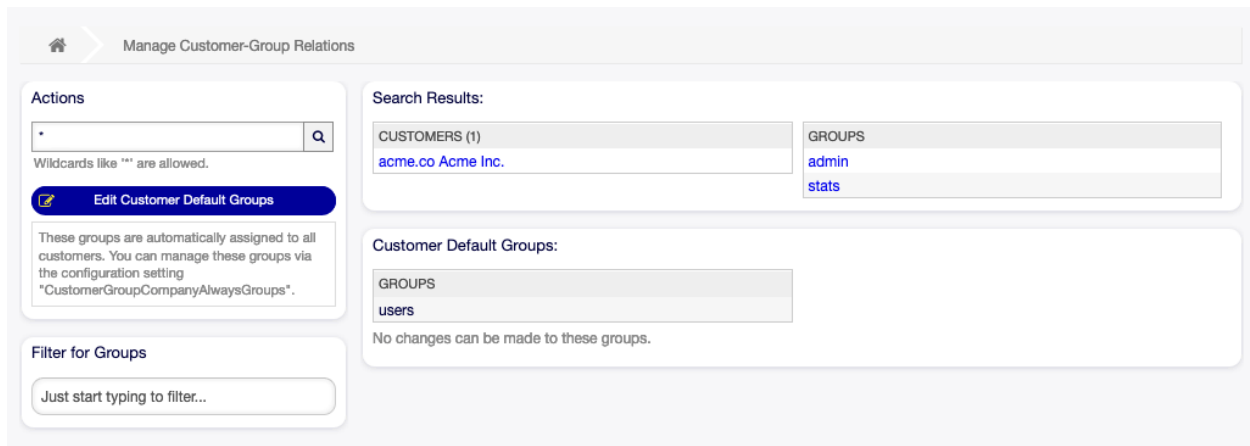 Manage Customer-Group Relations
Actions
*
Wildcards like '*' are allowed.
Edit Customer Default Groups
These groups are automatically assigned to all
customers. You can manage these groups via
the configuration setting
"CustomerGroupCompanyAlwaysGroups".
Filter for Groups
Just start typing to filter...
Search Results:
CUSTOMERS (1)
acme.co Acme Inc.
GROUPS
admin
stats
Customer Default Groups:
GROUPS
users
No changes can be made to these groups.